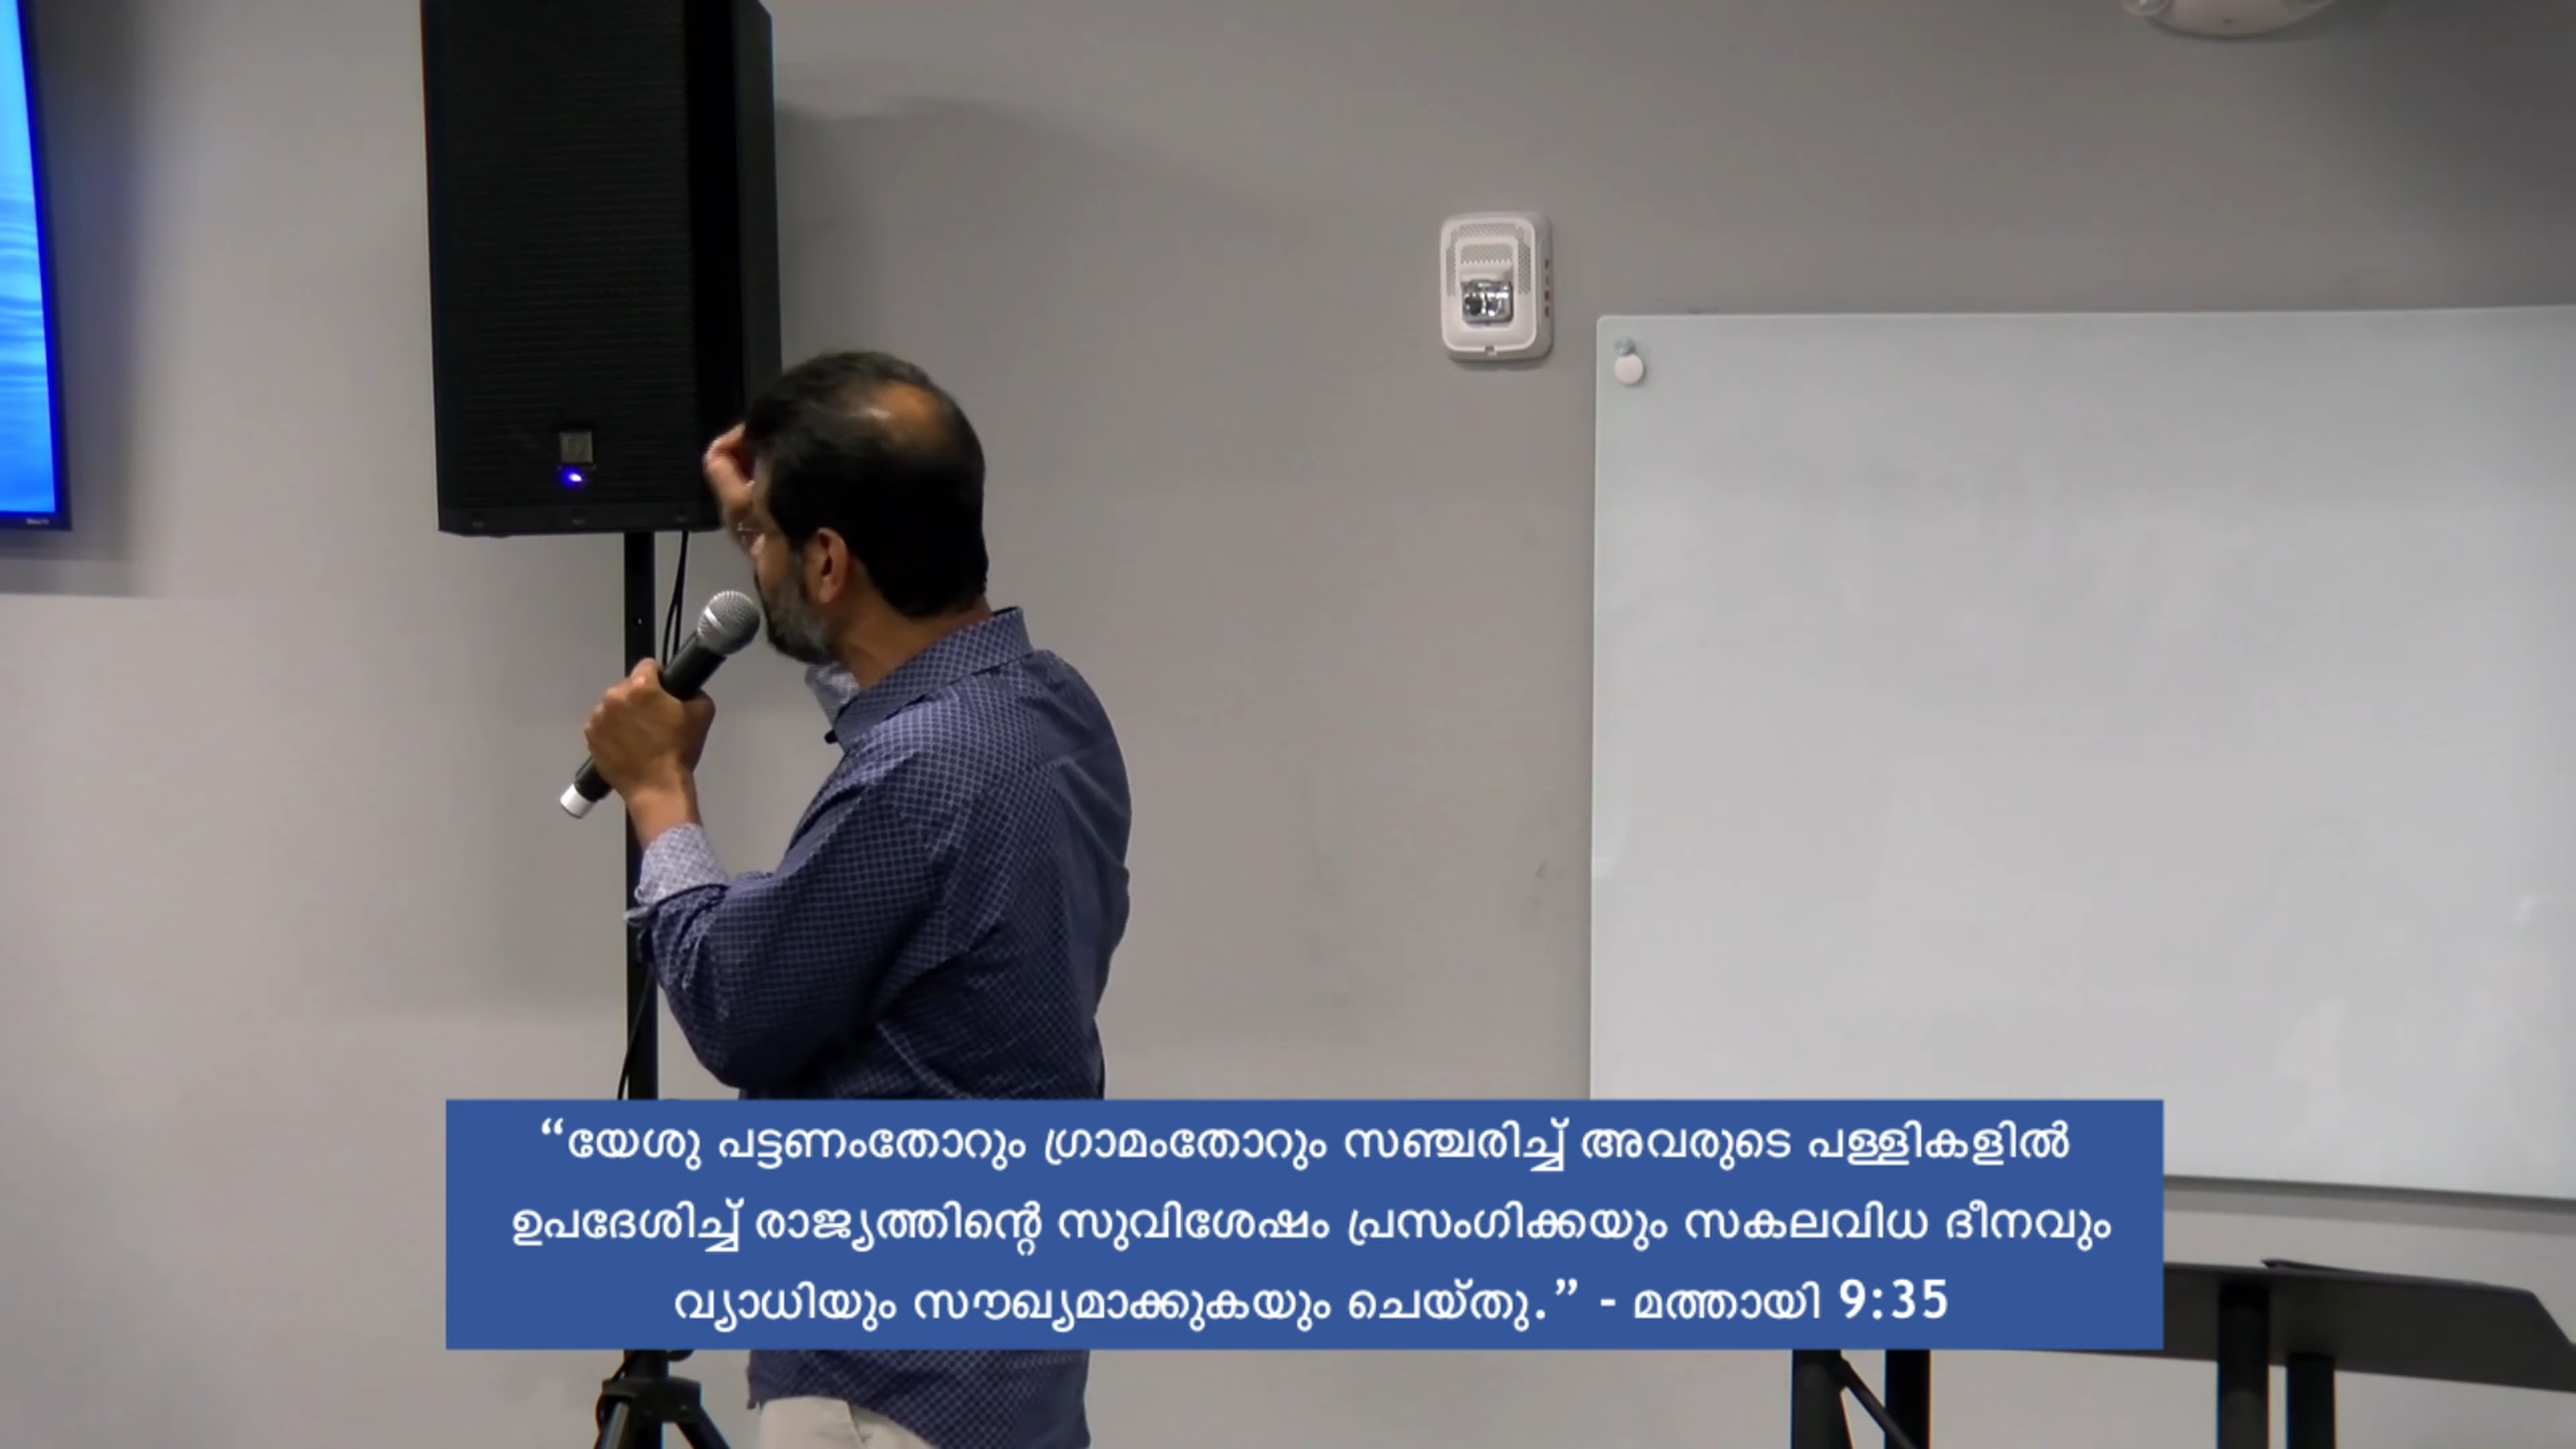 “യേശു പട്ടണംതോറും ഗ്രാമംതോറും സഞ്ചരിച്ച് അവരുടെ പള്ളികളിൽ
ഉപദേശിച്ച് രാജ്യത്തിന്റെ സുവിശേഷം പ്രസംഗിക്കയും സകലവിധ ദീനവും
വ്യാധിയും സൗഖ്യമാക്കുകയും ചെയ്തു.” - മത്തായി 9:35